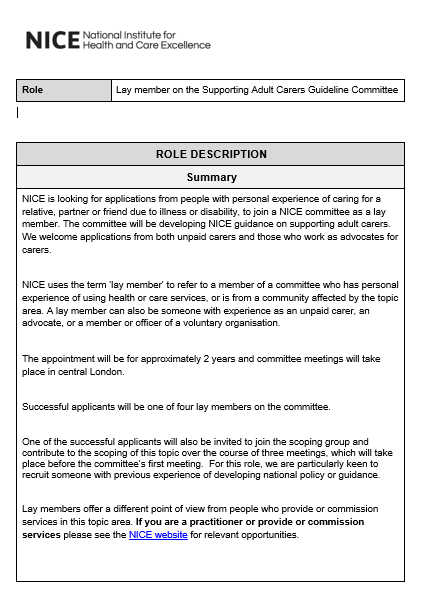 NICE National Institute for
Health and Care Excellence
Role Lay member on the Supporting Adult Carers Guideline Committee
ROLE DESCRIPTION
Summary
NICE is looking for applications from people with personal experience of caring for a
relative, partner or friend due to illness or disability, to join a NICE committee as a lay
member. The committee will be developing NICE guidance on supporting adult carers.
We welcome applications from both unpaid carers and those who work as advocates for
carers.
NICE uses the term ‘lay member’ to refer to a member of a committee who has personal
experience of using health or care services, or is from a community affected by the topic
area. A lay member can also be someone with experience as an unpaid carer, an
advocate, or a member or officer of a voluntary organisation.
The appointment will be for approximately 2 years and committee meetings will take
place in central London.
Successful applicants will be one of four lay members on the committee.
One of the successful applicants will also be invited to join the scoping group and
contribute to the scoping of this topic over the course of three meetings, which will take
place before the committee’s first meeting. For this role, we are particularly keen to
recruit someone with previous experience of developing national policy or guidance.
Lay members offer a different point of view from people who provide or commission
services in this topic area. If you are a practitioner or provide or commission
services please see the NICE website for relevant opportunities.